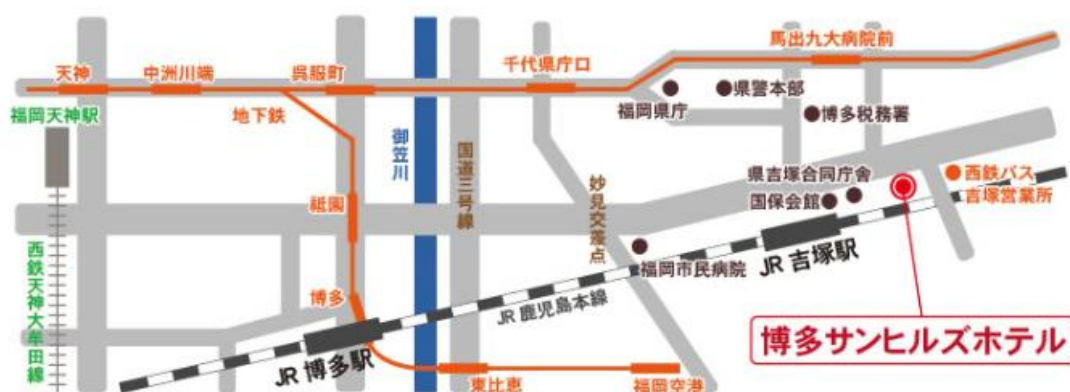 馬出九大病院前
天神
中洲川端
呉服町
千代県庁口
福岡天神駅
地下鉄
福岡県庁
県警本部
博多税務署
御笠川
国道三号線
妙見交差点
県吉塚合同庁舎
国保会館
西鉄バス
吉塚営業所
祇園
福岡市民病院
JR 吉塚駅
西鉄天神大牟田線
博多
JR 鹿児島本線
博多サンヒルズホテル
JR 博多駅
東比恵
福岡空港